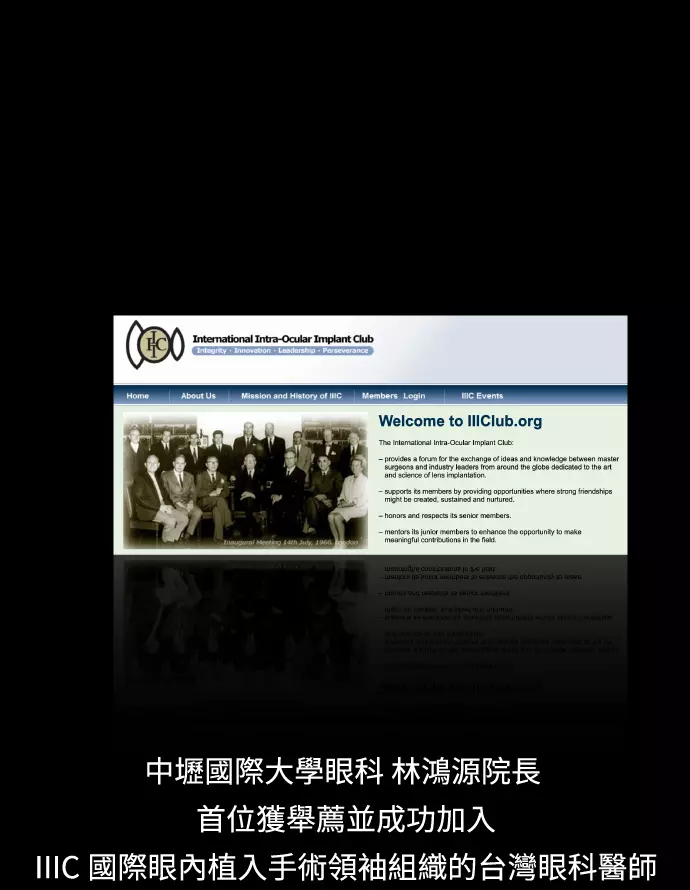 IIC
International Intra-Ocular Implant Club
Integrity · Innovation · Leadership · Perseverance
Home About Us Mission and History of IIIC Members Login IIIC Events
Welcome to IIIClub.org
The International Intra-Ocular Implant Club:
– provides a forum for the exchange of ideas and knowledge between master
surgeons and industry leaders from around the globe dedicated to the art
and science of lens implantation.
– supports its members by providing opportunities where strong friendships
might be created, sustained and nurtured.
– honors and respects its senior members.
– mentors its junior members to enhance the opportunity to make
meaningful contributions in the field.
Inaugural Meeting 14th July, 1966, London
中壢國際大學眼科 林鴻源院長
首位獲舉薦並成功加入
IIIC 國際眼內植入手術領袖組織的台灣眼科醫師